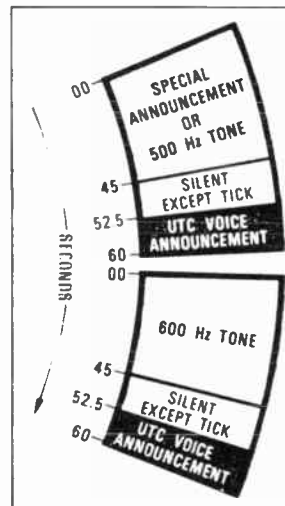 00
SPECIAL
ANNOUNCEMENT
OR
500 Hz TONE
45
SILENT
EXCEPT TICK
52.5
UTC VOICE
ANNOUNCEMENT
60
00
SECONDS
600 Hz TONE
45
SILENT
EXCEPT TICK
52.5
UTC VOICE
ANNOUNCEMENT
60